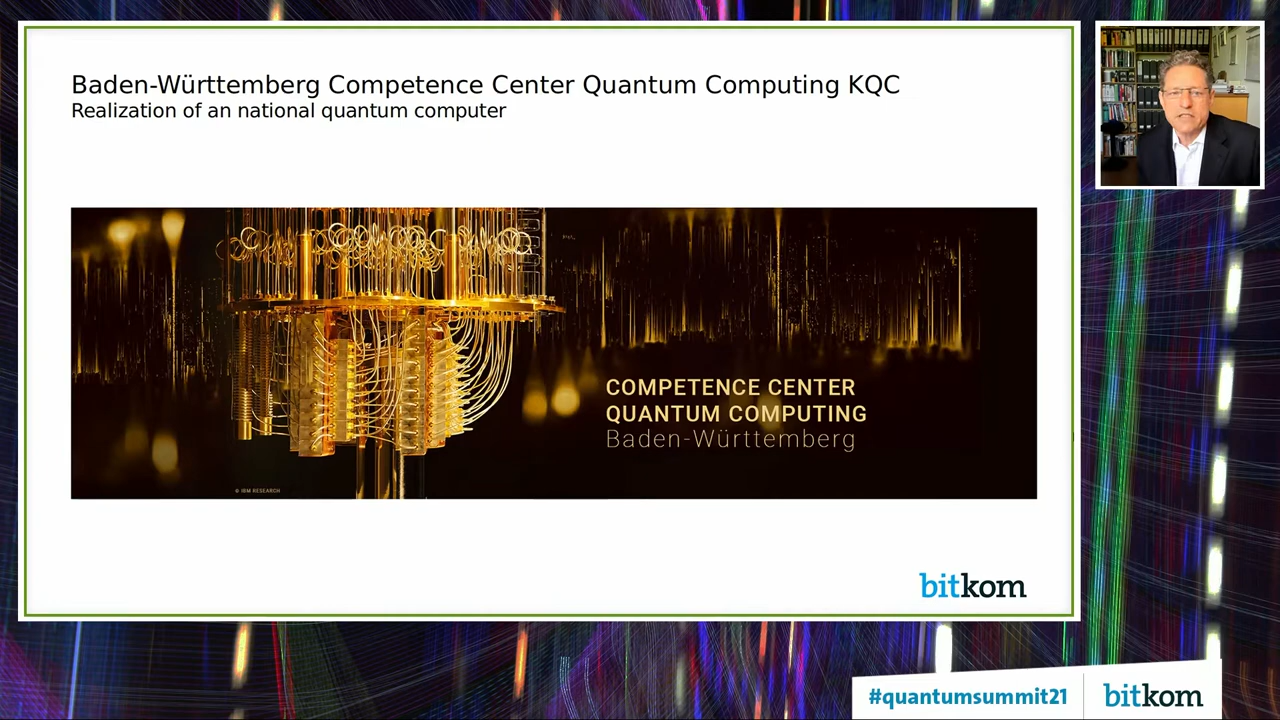 Baden-Württemberg Competence Center Quantum Computing KQC
Realization of an national quantum computer
COMPETENCE CENTER
QUANTUM COMPUTING
Baden-Württemberg
© IBM RESEARCH
bitkom
#quantumsummit21
bitkom